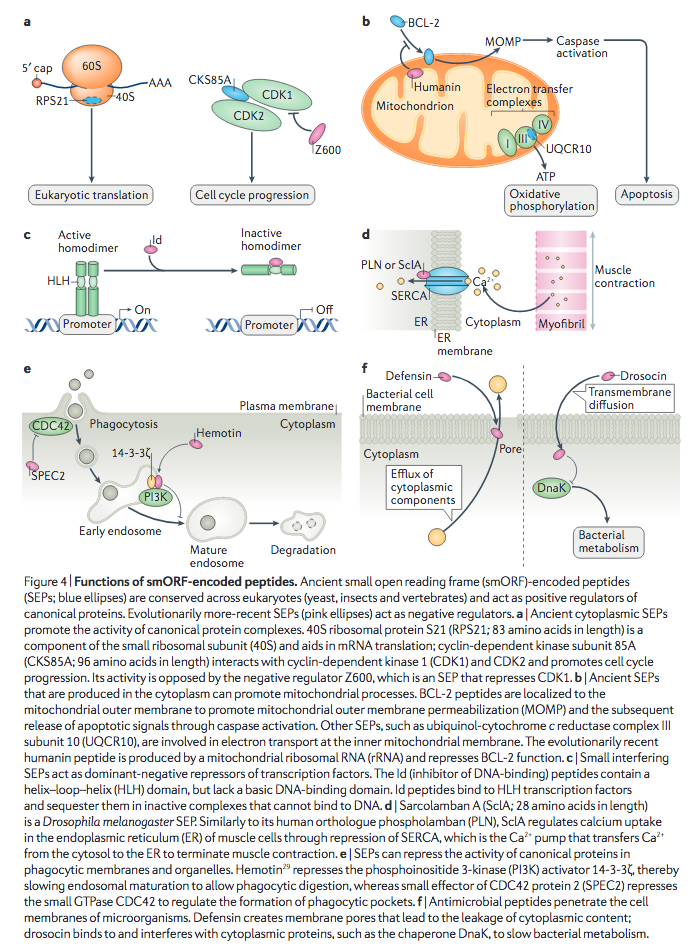 a
5′ cap
60S
AAA
RPS21
40S
Eukaryotic translation
CKS85A
CDK1
CDK2
Z600
Cell cycle progression
b
BCL-2
MOMP
Caspase
activation
Humanin
Mitochondrion
Electron transfer
complexes
I
III
IV
UQCR10
ATP
Oxidative
phosphorylation
Apoptosis
c
Active
homodimer
Id
Inactive
homodimer
HLH
On
Promoter
Off
Promoter
d
PLN or SclA
SERCA
Ca²⁺
ER
Cytoplasm
ER
membrane
Myofibril
Muscle
contraction
e
Plasma membrane
CDC42
Phagocytosis
Cytoplasm
Hemotin
14-3-3ζ
SPEC2
PI3K
Early endosome
Mature
endosome
Degradation
f
Defensin
Bacterial cell
membrane
Cytoplasm
Pore
Efflux of
cytoplasmic
components
Drosocin
Transmembrane
diffusion
DnaK
Bacterial
metabolism
Figure 4 | Functions of smORF-encoded peptides. Ancient small open reading frame (smORF)-encoded peptides
(SEPs; blue ellipses) are conserved across eukaryotes (yeast, insects and vertebrates) and act as positive regulators of
canonical proteins. Evolutionarily more-recent SEPs (pink ellipses) act as negative regulators. a | Ancient cytoplasmic SEPs
promote the activity of canonical protein complexes. 40S ribosomal protein S21 (RPS21; 83 amino acids in length) is a
component of the small ribosomal subunit (40S) and aids in mRNA translation; cyclin-dependent kinase subunit 85A
(CKS85A; 96 amino acids in length) interacts with cyclin-dependent kinase 1 (CDK1) and CDK2 and promotes cell cycle
progression. Its activity is opposed by the negative regulator Z600, which is an SEP that represses CDK1. b | Ancient SEPs
that are produced in the cytoplasm can promote mitochondrial processes. BCL-2 peptides are localized to the
mitochondrial outer membrane to promote mitochondrial outer membrane permeabilization (MOMP) and the subsequent
release of apoptotic signals through caspase activation. Other SEPs, such as ubiquinol-cytochrome c reductase complex III
subunit 10 (UQCR10), are involved in electron transport at the inner mitochondrial membrane. The evolutionarily recent
humanin peptide is produced by a mitochondrial ribosomal RNA (rRNA) and represses BCL-2 function. c | Small interfering
SEPs act as dominant-negative repressors of transcription factors. The Id (inhibitor of DNA-binding) peptides contain a
helix–loop–helix (HLH) domain, but lack a basic DNA-binding domain. Id peptides bind to HLH transcription factors
and sequester them in inactive complexes that cannot bind to DNA. d | Sarcolamban A (SclA; 28 amino acids in length)
is a Drosophila melanogaster SEP. Similarly to its human orthologue phospholamban (PLN), SclA regulates calcium uptake
in the endoplasmic reticulum (ER) of muscle cells through repression of SERCA, which is the Ca²⁺ pump that transfers Ca²⁺
from the cytosol to the ER to terminate muscle contraction. e | SEPs can repress the activity of canonical proteins in
phagocytic membranes and organelles. Hemotin²⁹ represses the phosphoinositide 3-kinase (PI3K) activator 14-3-3ζ, thereby
slowing endosomal maturation to allow phagocytic digestion, whereas small effector of CDC42 protein 2 (SPEC2) represses
the small GTPase CDC42 to regulate the formation of phagocytic pockets. f | Antimicrobial peptides penetrate the cell
membranes of microorganisms. Defensin creates membrane pores that lead to the leakage of cytoplasmic content;
drosocin binds to and interferes with cytoplasmic proteins, such as the chaperone DnaK, to slow bacterial metabolism.